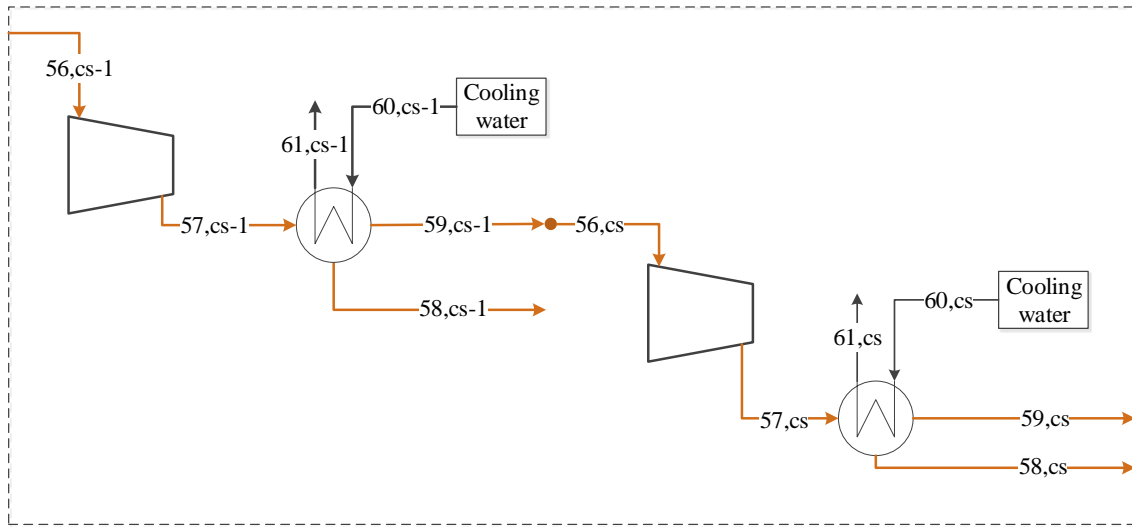 56,cs-1
Cooling
water
60,cs-1
61,cs-1
57,cs-1
59,cs-1
56,cs
58,cs-1
Cooling
water
60,cs
61,cs
57,cs
59,cs
58,cs